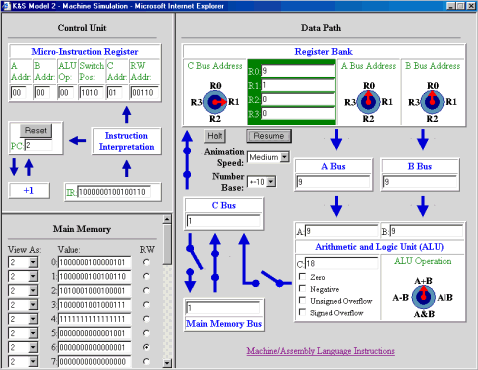 K&S Model 2 - Machine Simulation - Microsoft Internet Explorer
Control Unit
Micro-Instruction Register
A B ALU Switch C RW
Addr: Addr: Op: Pos: Addr: Addr:
00 00 00 1010 01 00110
Reset
PC: 2
Instruction
Interpretation
+1
IR: 1000000100100110
Main Memory
View As: Value: RW
2 0: 1000000100000101
2 1: 1000000100100110
2 2: 1010001000100001
2 3: 1000001001000111
2 4: 1111111111111111
2 5: 0000000000001001
2 6: 0000000000000001
2 7: 0000000000000000
Data Path
Register Bank
C Bus Address
R0
R3 R1
R2
R0: 9
R1: 1
R2: 0
R3: 0
A Bus Address
R0
R3 R1
R2
B Bus Address
R0
R3 R1
R2
Halt Resume
Animation
Speed: Medium
Number
Base: +-10
C Bus
1
1
Main Memory Bus
A Bus
9
B Bus
9
A: 9 B: 9
Arithmetic and Logic Unit (ALU)
C: 18
Zero
Negative
Unsigned Overflow
Signed Overflow
ALU Operation
A+B
A-B A|B
A&B
Machine/Assembly Language Instructions